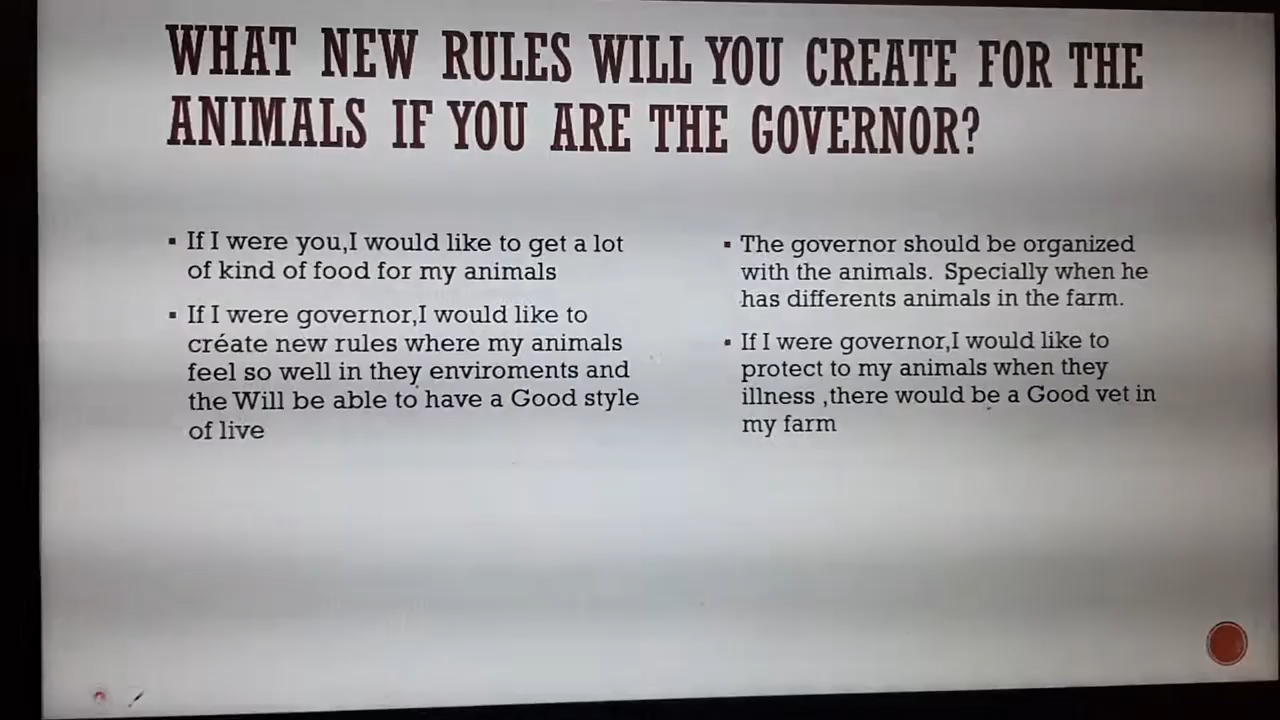 WHAT NEW RULES WILL YOU CREATE FOR THE
ANIMALS IF YOU ARE THE GOVERNOR?
▪ If I were you,I would like to get a lot
of kind of food for my animals
▪ If I were governor,I would like to
créate new rules where my animals
feel so well in they enviroments and
the Will be able to have a Good style
of live
▪ The governor should be organized
with the animals. Specially when he
has differents animals in the farm.
▪ If I were governor,I would like to
protect to my animals when they
illness ,there would be a Good vet in
my farm